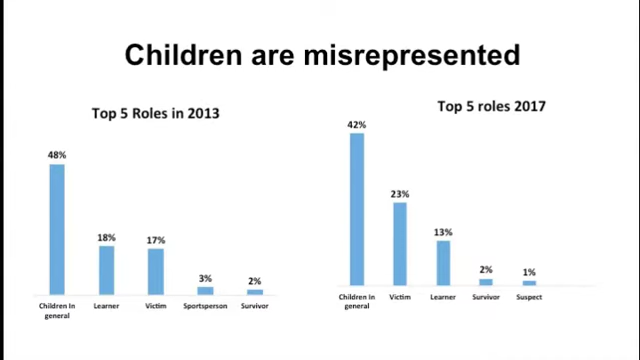 Children are misrepresented
Top 5 Roles in 2013
48%
18%
17%
3%
2%
Children In
general
Learner
Victim
Sportsperson
Survivor
Top 5 roles 2017
42%
23%
13%
2%
1%
Children In
general
Victim
Learner
Survivor
Suspect